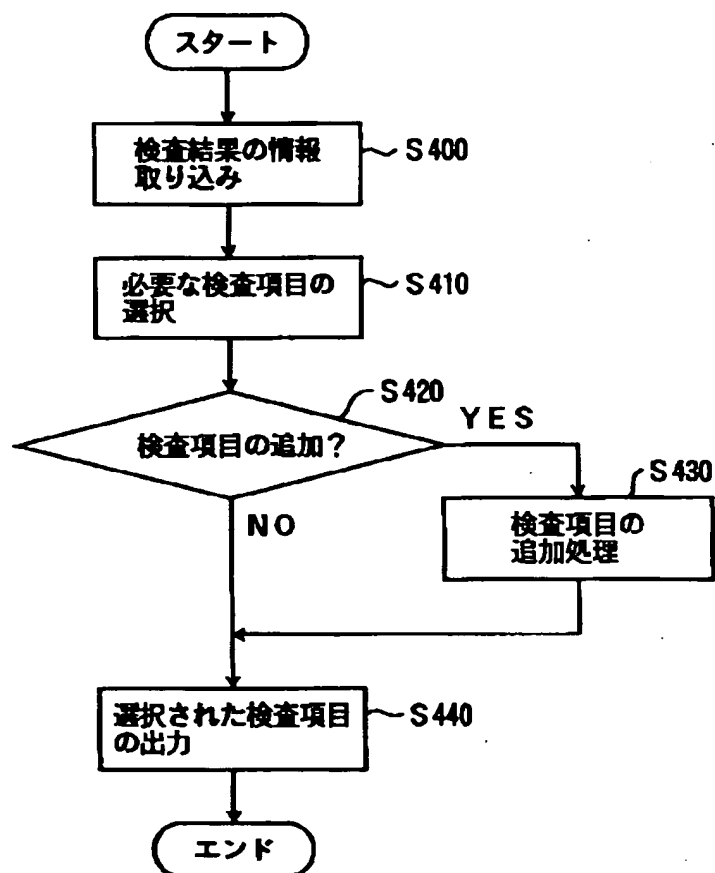 スタート
検査結果の情報
取り込み
S400
必要な検査項目の
選択
S410
S420
検査項目の追加?
YES
S430
検査項目の
追加処理
NO
選択された検査項目
の出力
S440
エンド